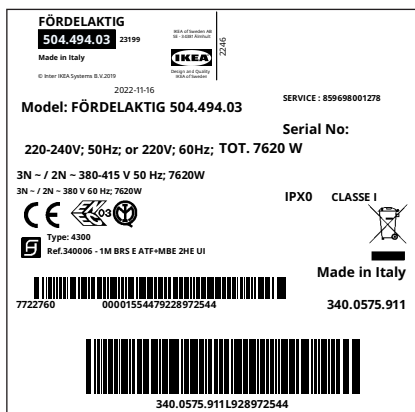 FÖRDELAKTIG
504.494.03 23199
Made in Italy
© Inter IKEA Systems B.V.2019
IKEA of Sweden AB
SE - 34381 Älmhult
IKEA
Design and Quality
IKEA of Sweden
2246
2022-11-16
Model: FÖRDELAKTIG 504.494.03
SERVICE : 859698001278
Serial No:
220-240V; 50Hz; or 220V; 60Hz; TOT. 7620 W
3N ~ / 2N ~ 380-415 V 50 Hz; 7620W
3N ~ / 2N ~ 380 V 60 Hz; 7620W
IPX0 CLASSE I
CE
03
Type: 4300
Ref.340006 - 1M BRS E ATF+MBE 2HE UI
Made in Italy
7722760 00001554479228972544
340.0575.911
340.0575.911L928972544